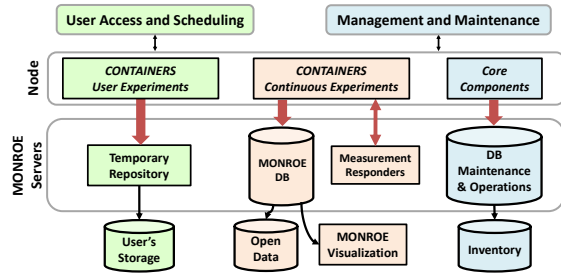 User Access and Scheduling
Management and Maintenance
Node
CONTAINERS
User Experiments
CONTAINERS
Continuous Experiments
Core
Components
MONROE
Servers
Temporary
Repository
MONROE
DB
Measurement
Responders
DB
Maintenance
& Operations
User's
Storage
Open
Data
MONROE
Visualization
Inventory